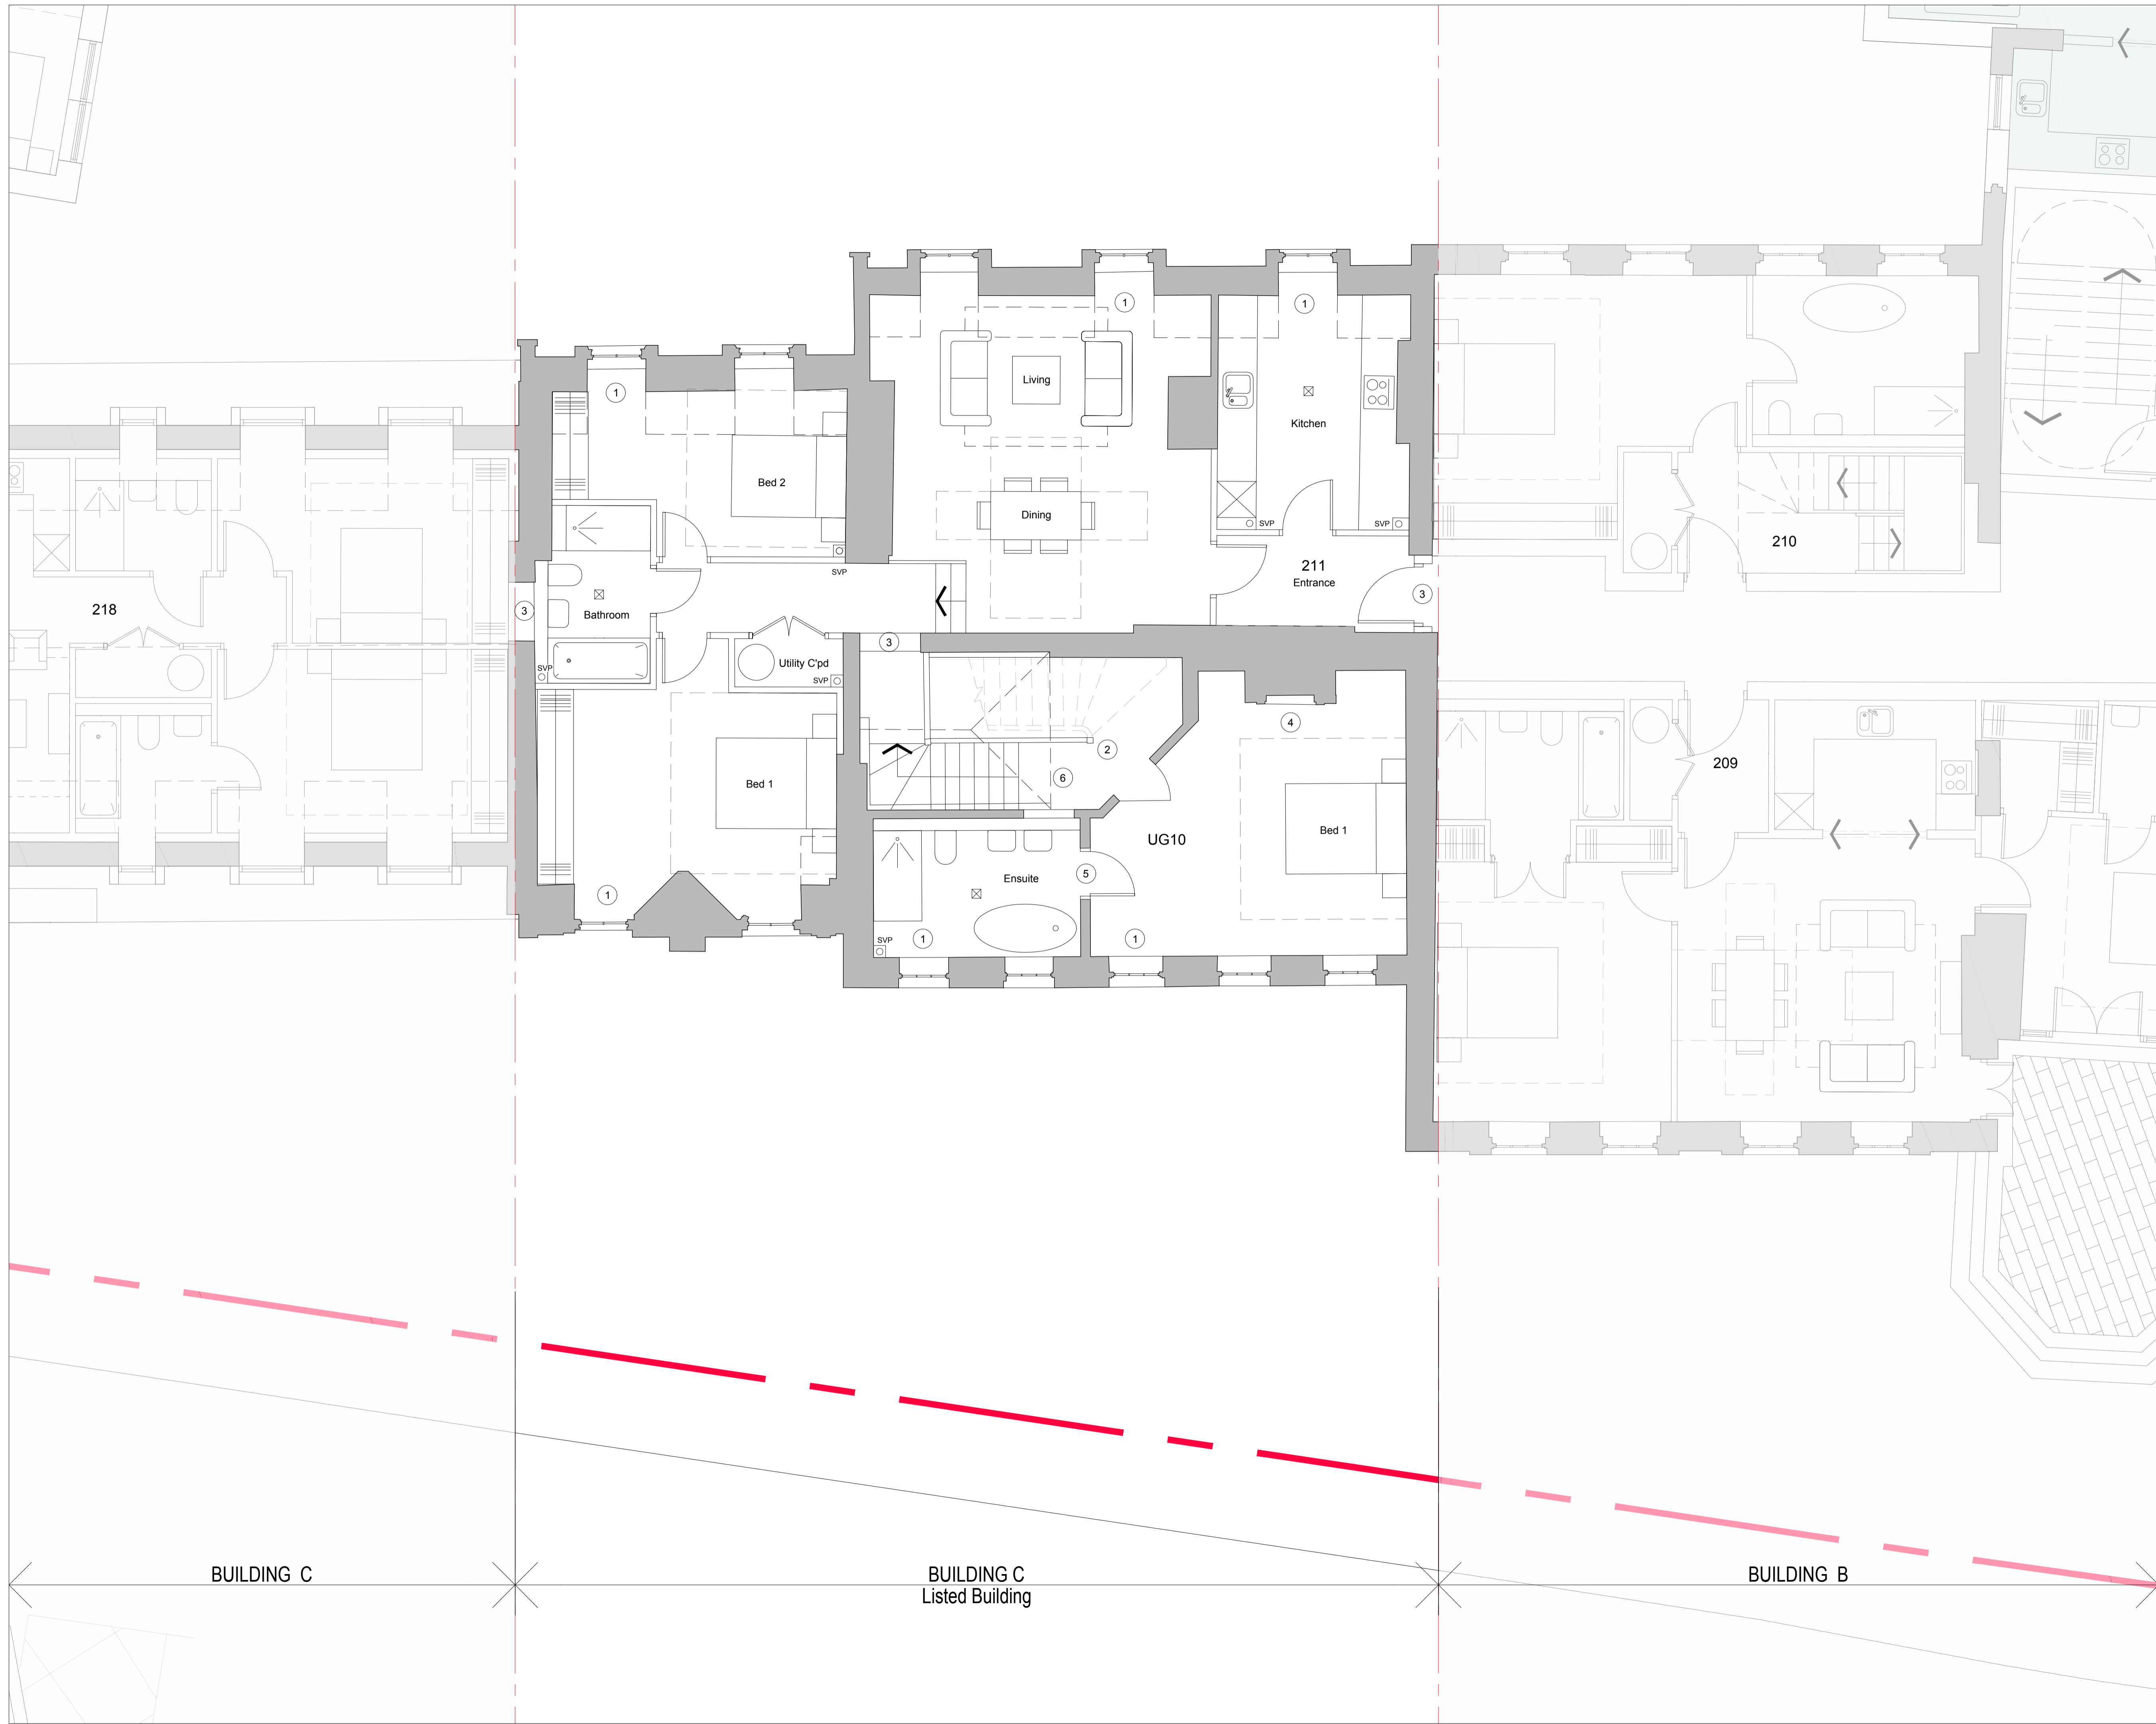 1
1
1
Living
Kitchen
Bed 2
Dining
SVP
SVP
210
211
Entrance
SVP
218
3
Bathroom
3
3
Utility C'pd
SVP
SVP
4
2
6
209
Bed 1
Bed 1
UG10
5
Ensuite
1
SVP
1
1
BUILDING C
BUILDING C
Listed Building
BUILDING B